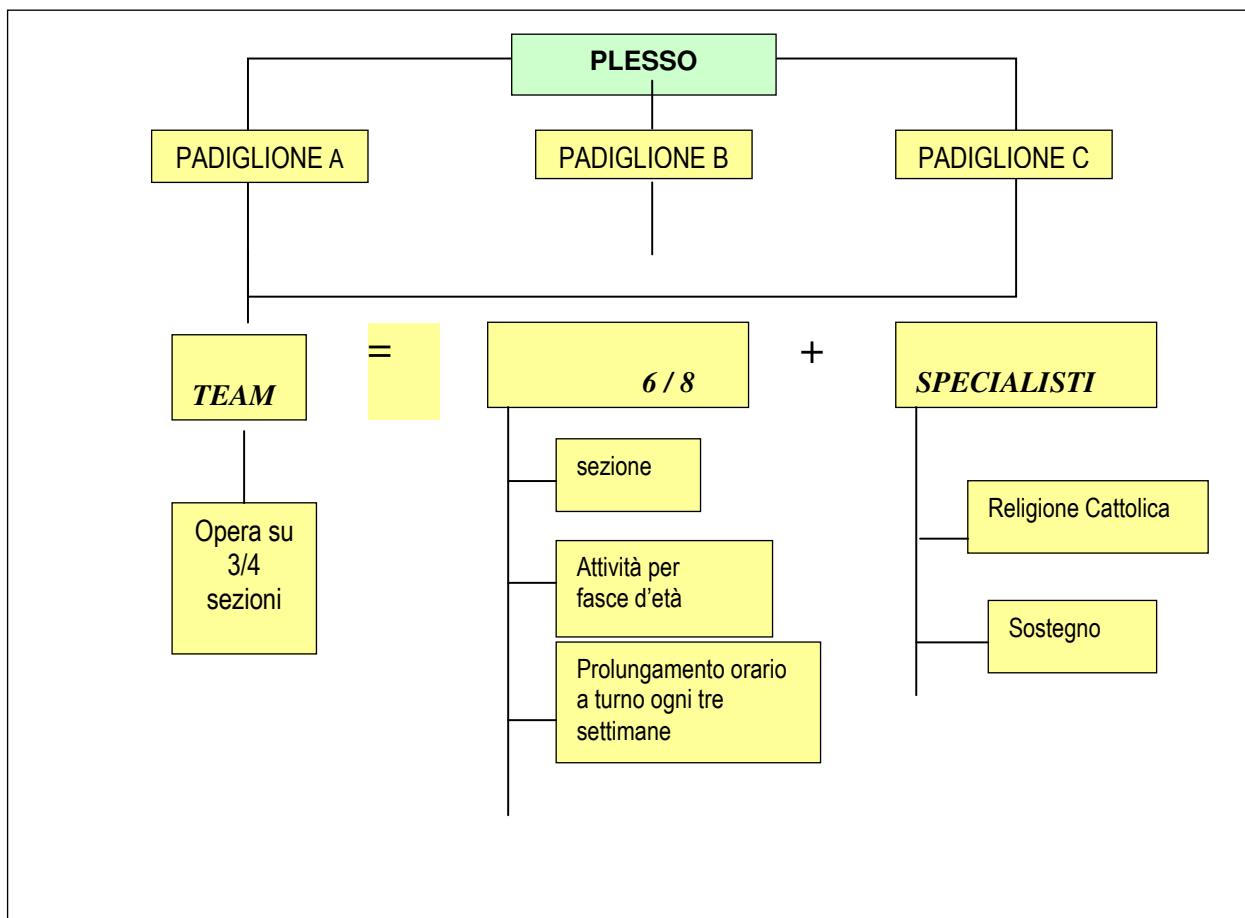 PLESSO
PADIGLIONE A
PADIGLIONE B
PADIGLIONE C
TEAM
=
6 / 8
+
SPECIALISTI
Opera su
3/4
sezioni
sezione
Attività per
fasce d’età
Prolungamento orario
a turno ogni tre
settimane
Religione Cattolica
Sostegno